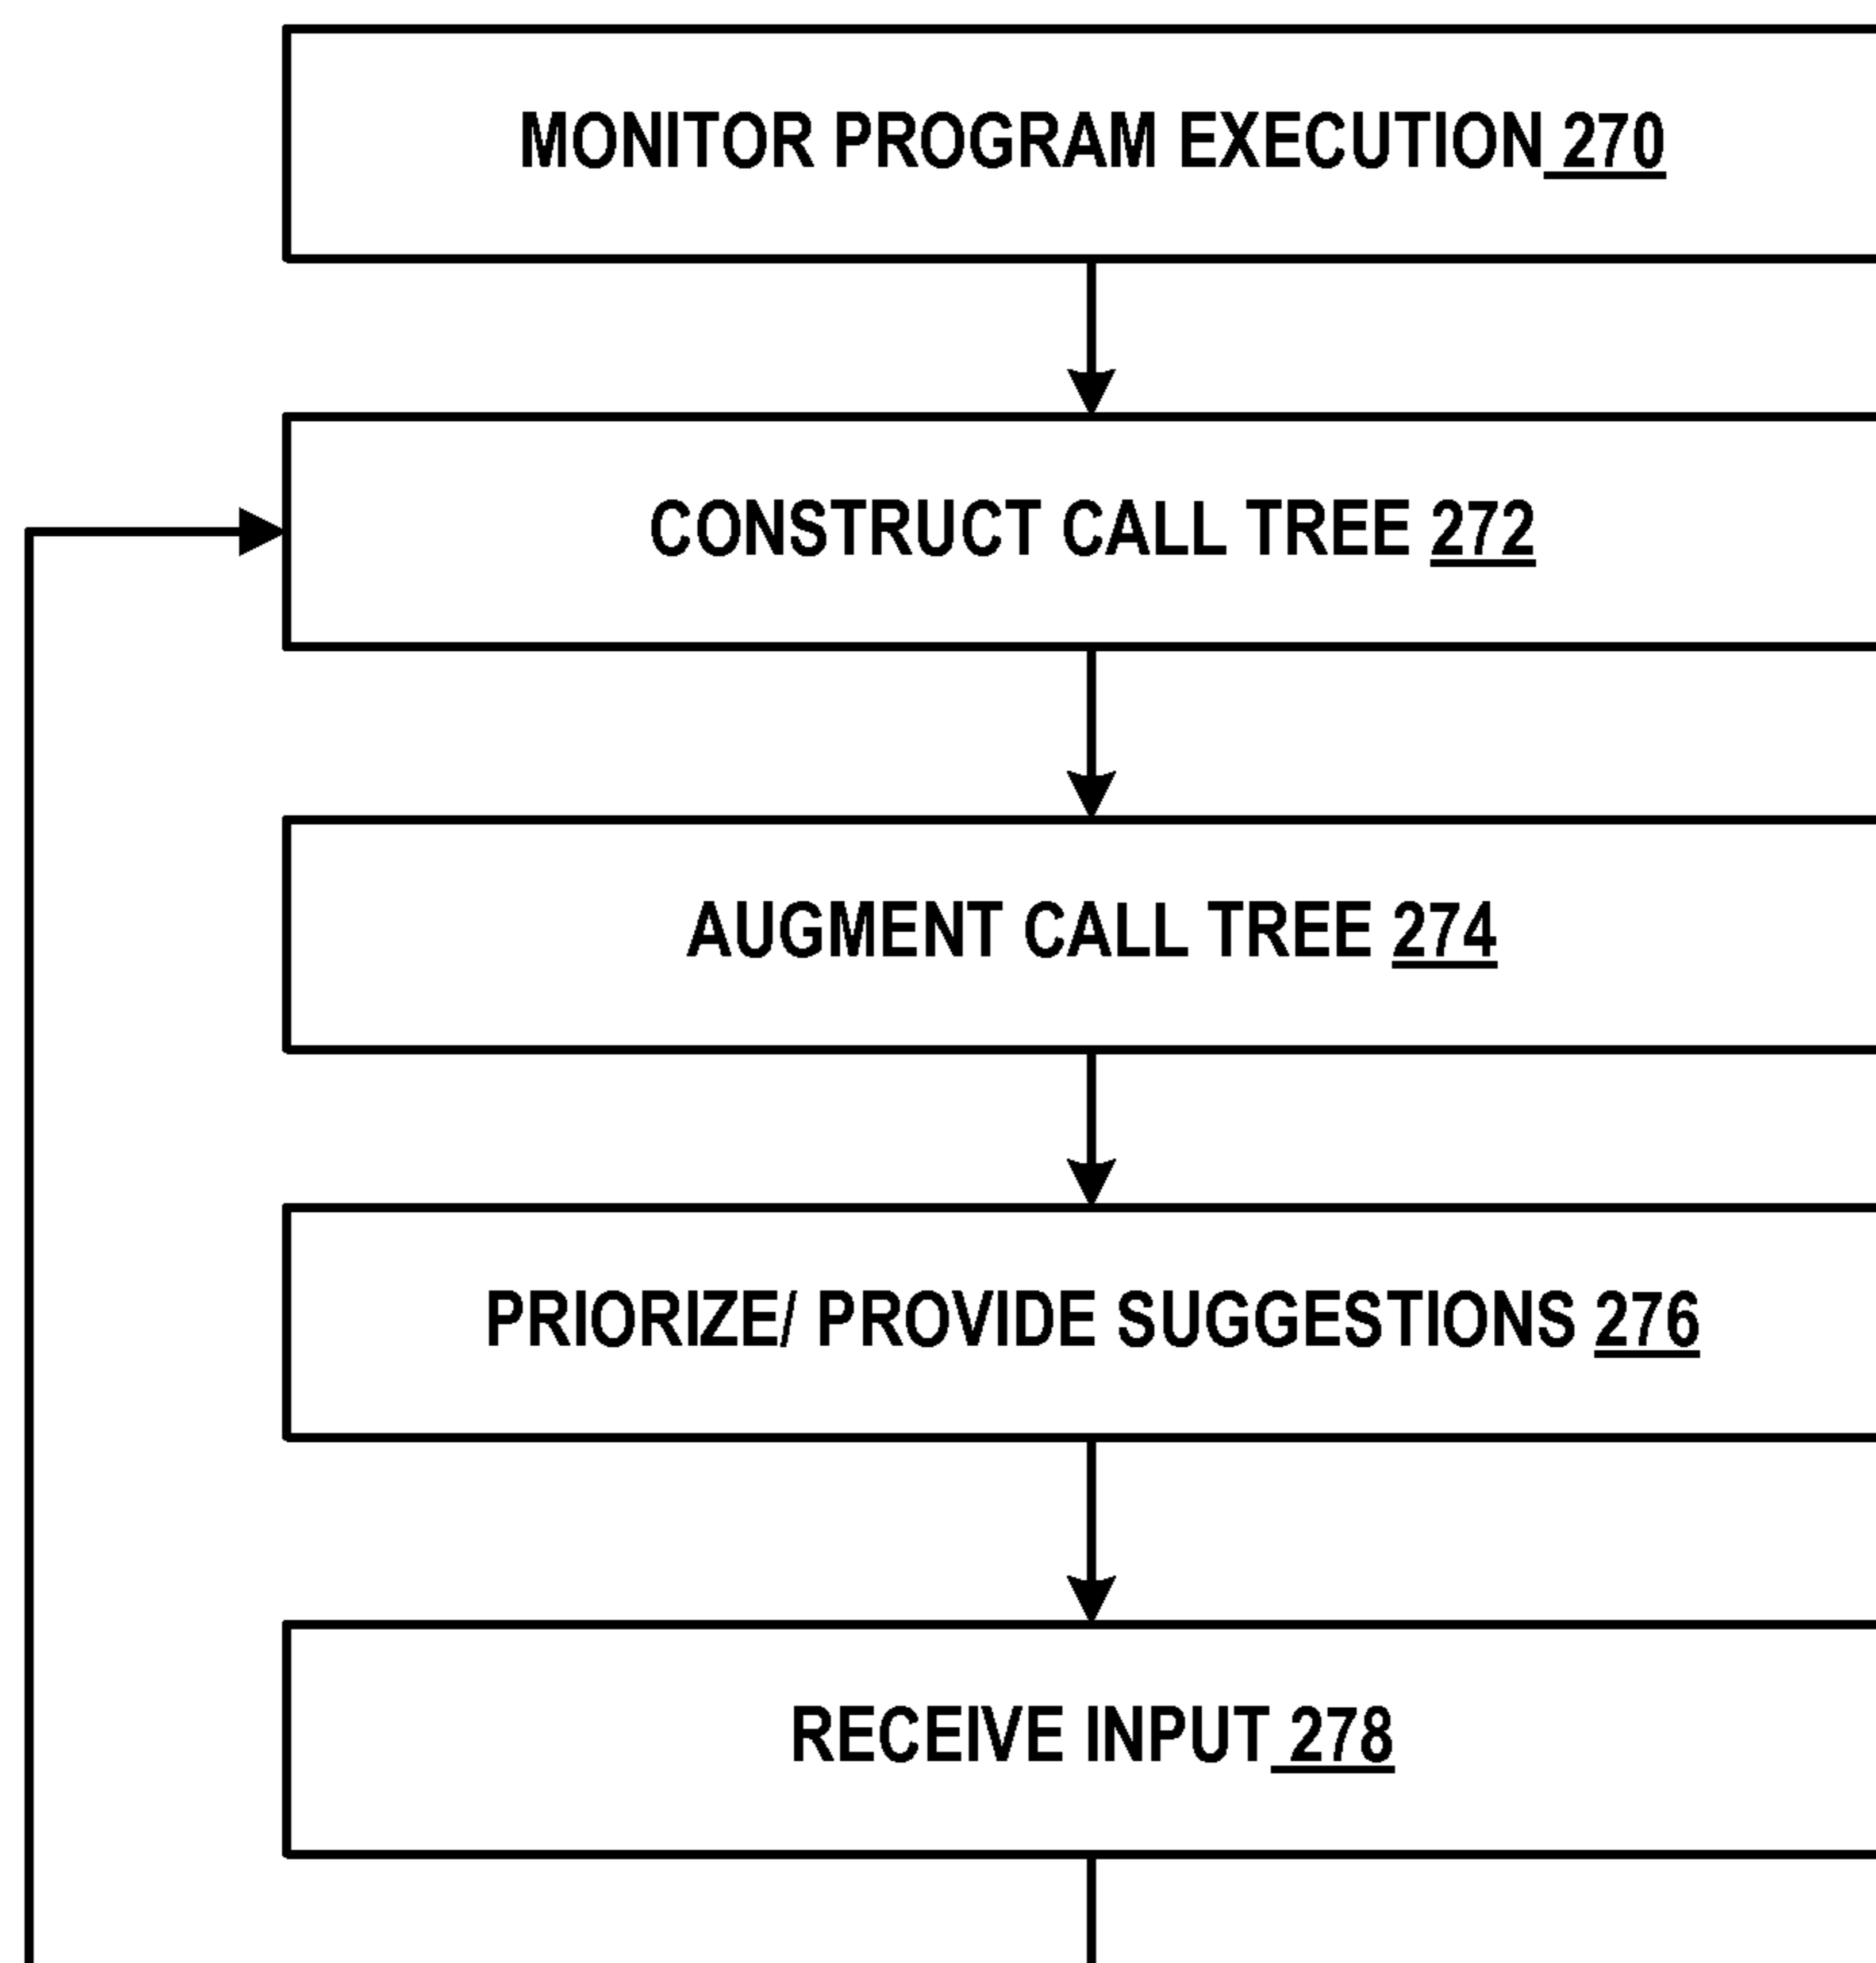 MONITOR PROGRAM EXECUTION 270
CONSTRUCT CALL TREE 272
AUGMENT CALL TREE 274
PRIORIZE/ PROVIDE SUGGESTIONS 276
RECEIVE INPUT 278